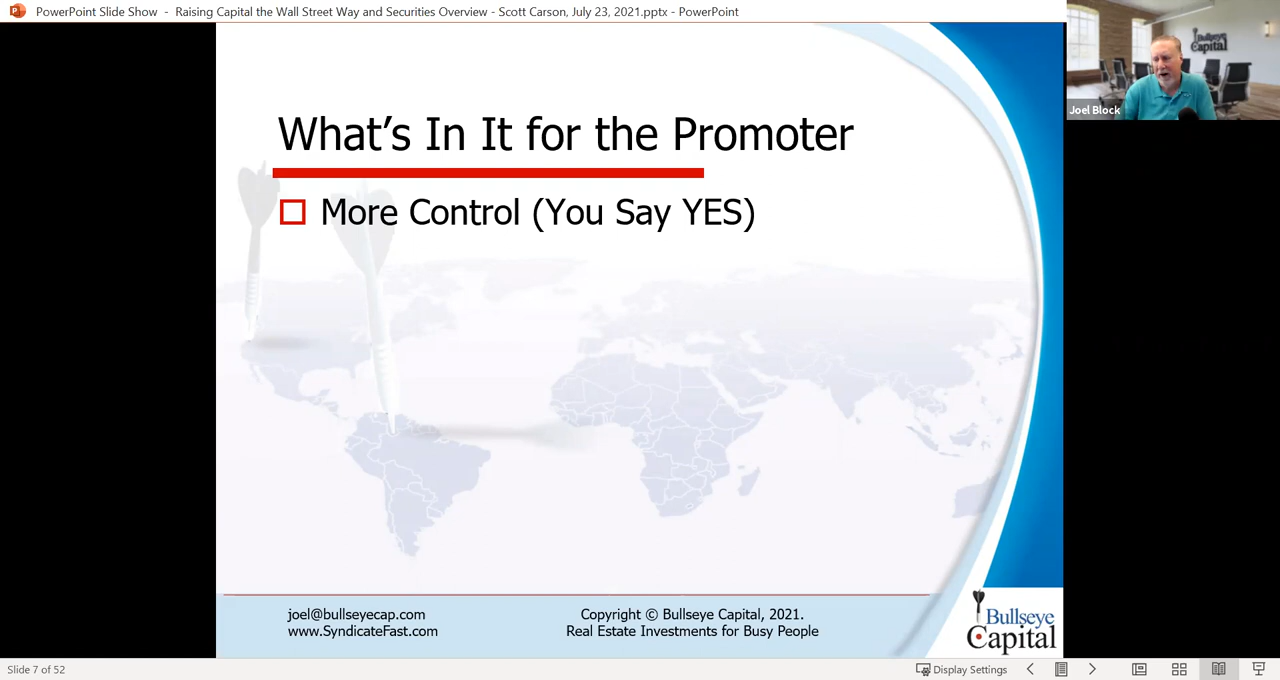 PowerPoint Slide Show - Raising Capital the Wall Street Way and Securities Overview - Scott Carson, July 23, 2021.pptx - PowerPoint
Bullseye
Capital
Joel Block
What's In It for the Promoter
More Control (You Say YES)
joel@bullseyecap.com
www.SyndicateFast.com
Copyright © Bullseye Capital, 2021.
Real Estate Investments for Busy People
Bullseye
Capital
Slide 7 of 52
Display Settings